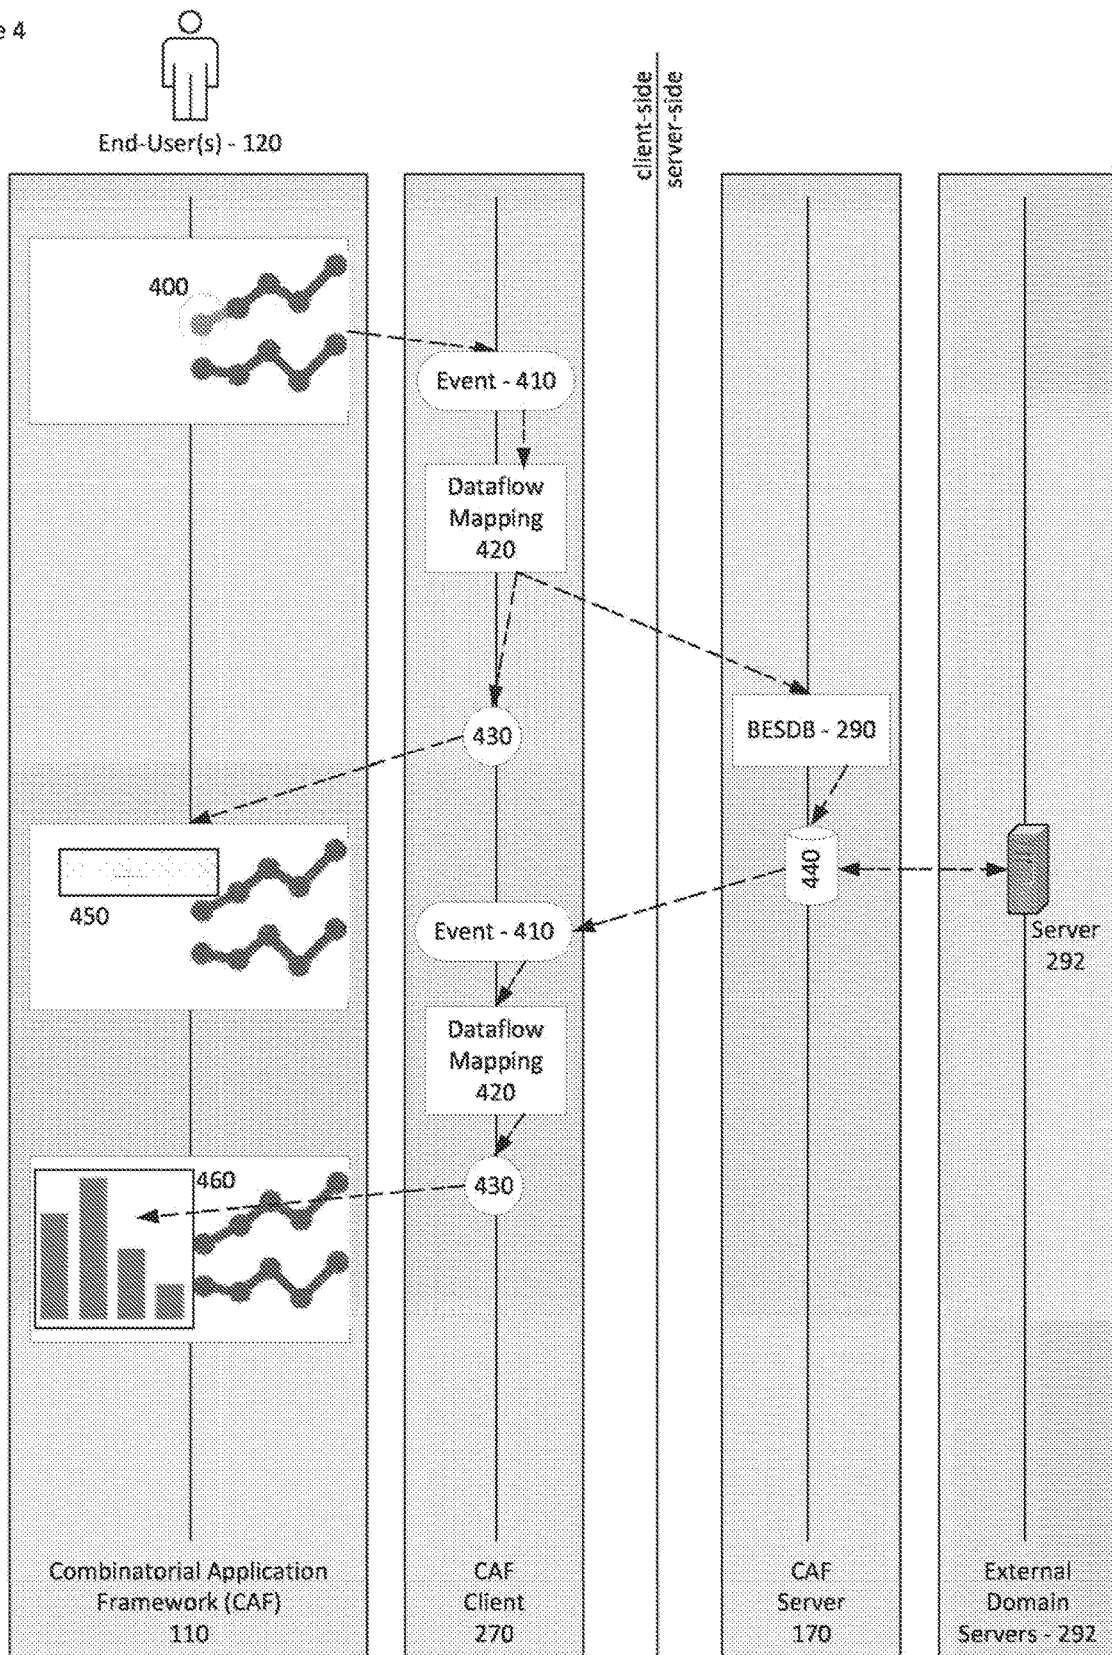 e 4
End-User(s) - 120
client-side
server-side
400
Event - 410
Dataflow
Mapping
420
430
BESDB - 290
440
450
Event - 410
Server
292
Dataflow
Mapping
420
460
430
Combinatorial Application
Framework (CAF)
110
CAF
Client
270
CAF
Server
170
External
Domain
Servers - 292